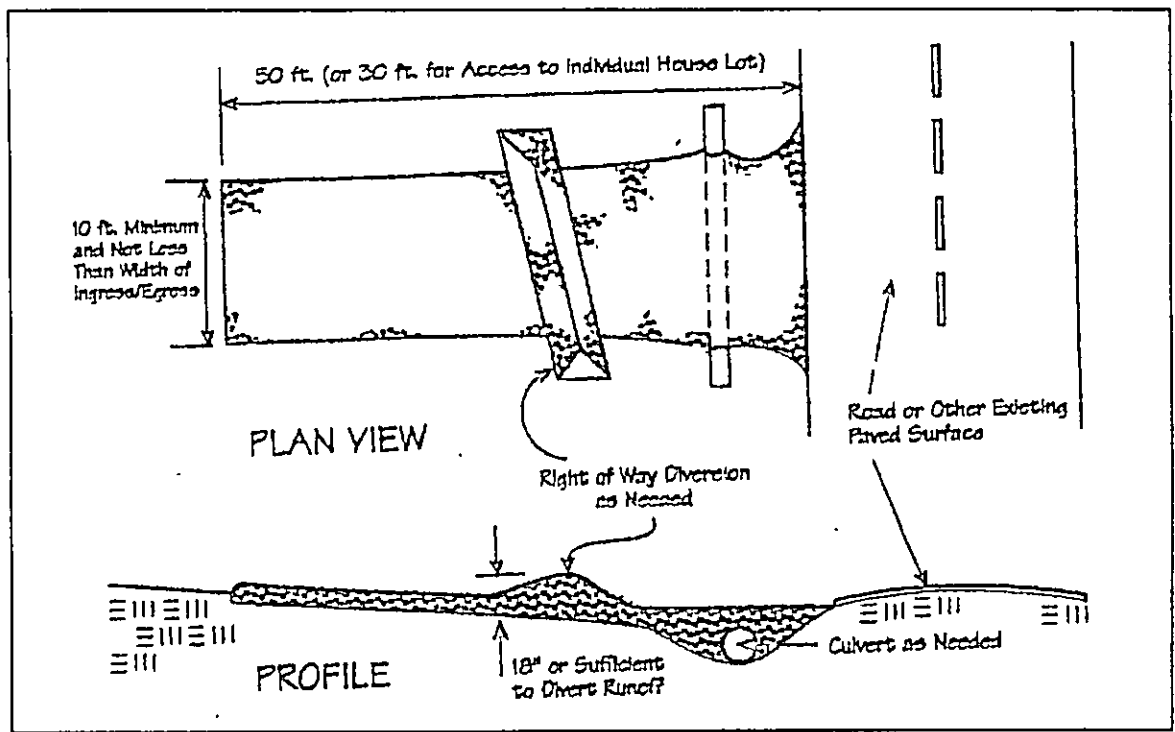 50 ft. (or 30 ft. for Access to Individual House Lot)
10 ft. Minimum
and Not Less
Than Width of
Ingress/Egress
PLAN VIEW
Road or Other Existing
Paved Surface
Right of Way Diversion
as Needed
Culvert as Needed
18" or Sufficient
to Divert Runoff
PROFILE